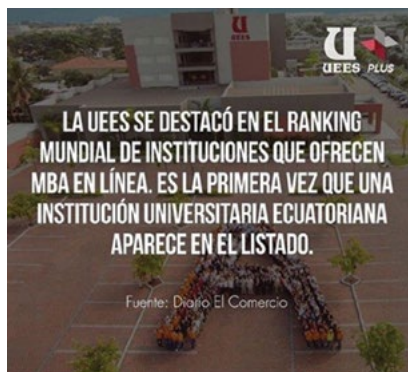 U
UEES
U
UEES PLUS
LA UEES SE DESTACÓ EN EL RANKING
MUNDIAL DE INSTITUCIONES QUE OFRECEN
MBA EN LÍNEA. ES LA PRIMERA VEZ QUE UNA
INSTITUCIÓN UNIVERSITARIA ECUATORIANA
APARECE EN EL LISTADO.
Fuente: Diario El Comercio